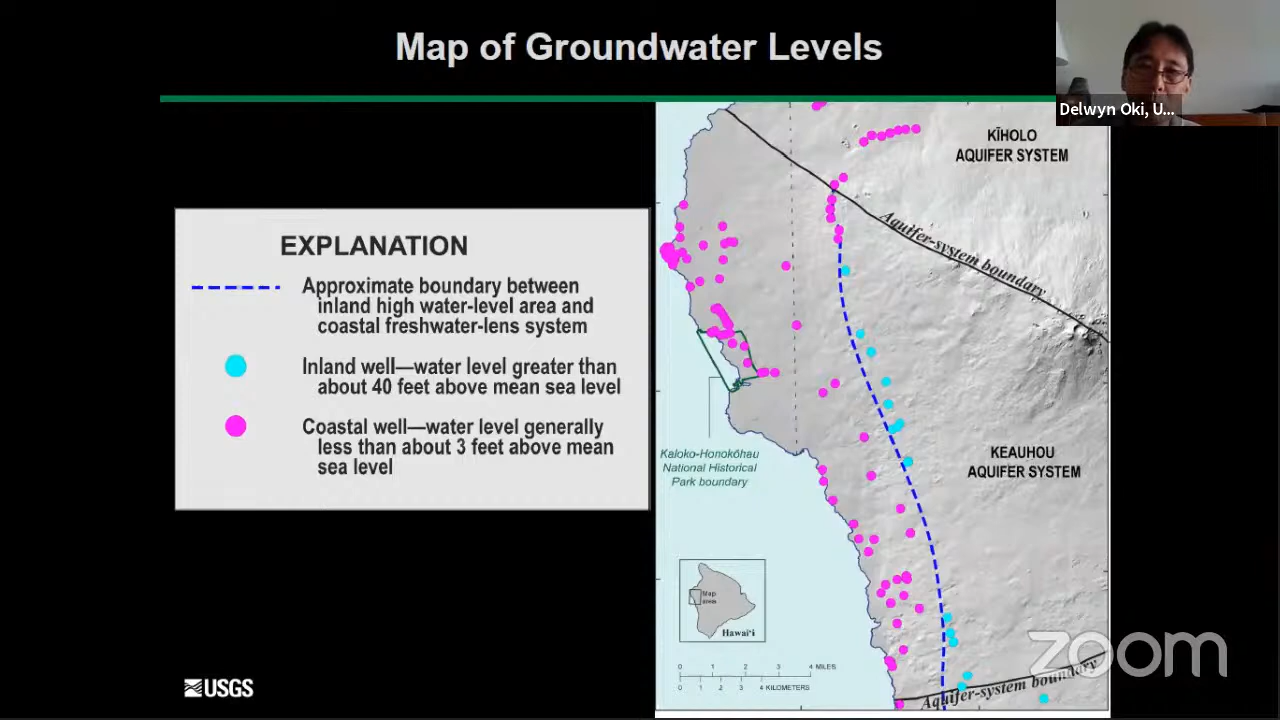 Map of Groundwater Levels
Delwyn Oki, U...
EXPLANATION
Approximate boundary between
inland high water-level area and
coastal freshwater-lens system
Inland well—water level greater than
about 40 feet above mean sea level
Coastal well—water level generally
less than about 3 feet above mean
sea level
KĪHOLO
AQUIFER SYSTEM
Aquifer-system boundary
KEAUHOU
AQUIFER SYSTEM
Kaloko-Honokōhau
National Historical
Park boundary
Map
area
Hawaiʻi
0 1 2 3 4 MILES
0 1 2 3 4 KILOMETERS
Aquifer-system boundary
USGS
zoom